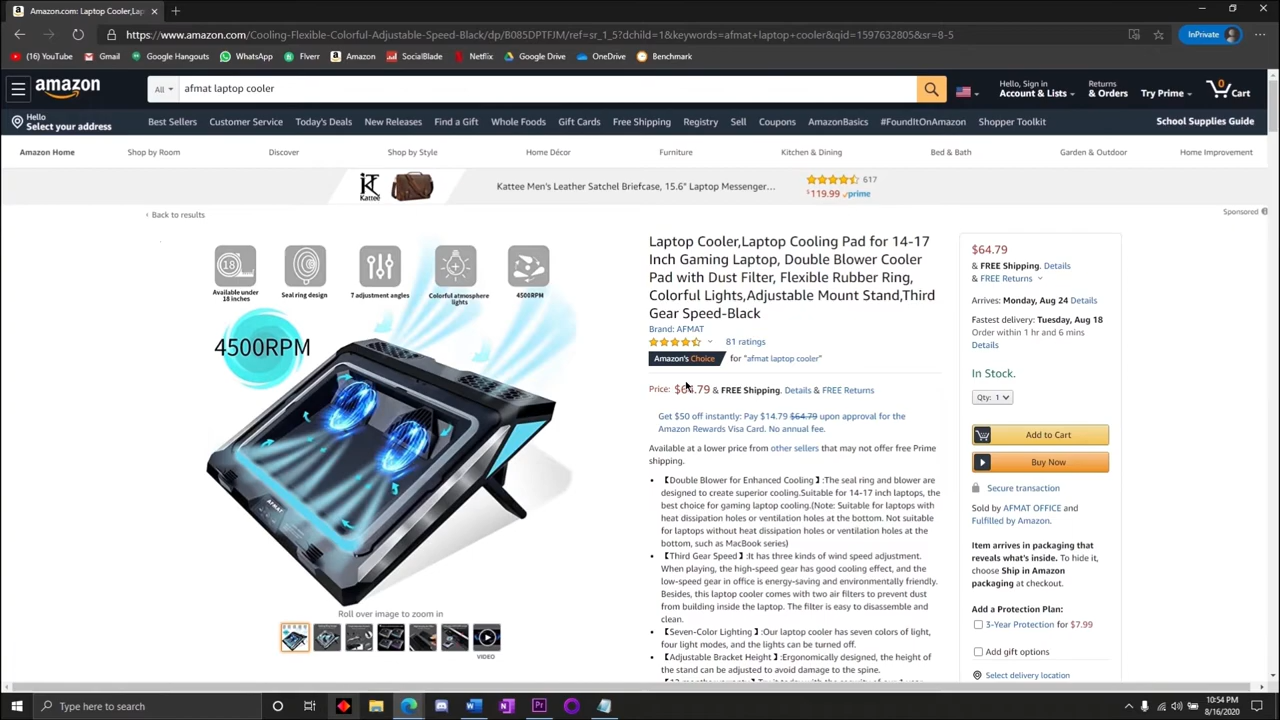 Amazon.com: Laptop Cooler,Lap
https://www.amazon.com/Cooling-Flexible-Colorful-Adjustable-Speed-Black/dp/B085DPTFJM/ref=sr_1_5?dchild=1&keywords=afmat+laptop+cooler&qid=1597632805&sr=8-5
InPrivate
(16) YouTube Gmail Google Hangouts WhatsApp Fiverr Amazon SocialBlade Netflix Google Drive OneDrive Benchmark
amazon
All afmat laptop cooler
Hello, Sign in
Account & Lists
Returns
& Orders
Try Prime
0
Cart
Hello
Select your address
Best Sellers Customer Service Today's Deals New Releases Find a Gift Whole Foods Gift Cards Free Shipping Registry Sell Coupons AmazonBasics #FoundItOnAmazon Shopper Toolkit
School Supplies Guide
Amazon Home Shop by Room Discover Shop by Style Home Décor Furniture Kitchen & Dining Bed & Bath Garden & Outdoor Home Improvement
Kattee
Kattee Men's Leather Satchel Briefcase, 15.6" Laptop Messenger...
617
$119.99 prime
‹ Back to results
Sponsored
18
Available under
18 inches
Seal ring design
7 adjustment angles
Colorful atmosphere
lights
4500RPM
4500RPM
AFMAT
Roll over image to zoom in
VIDEO
Laptop Cooler,Laptop Cooling Pad for 14-17
Inch Gaming Laptop, Double Blower Cooler
Pad with Dust Filter, Flexible Rubber Ring,
Colorful Lights,Adjustable Mount Stand,Third
Gear Speed-Black
Brand: AFMAT
81 ratings
Amazon's Choice for "afmat laptop cooler"
Price: $64.79 & FREE Shipping. Details & FREE Returns
Get $50 off instantly: Pay $14.79 $64.79 upon approval for the
Amazon Rewards Visa Card. No annual fee.
Available at a lower price from other sellers that may not offer free Prime
shipping.
• 【Double Blower for Enhanced Cooling】:The seal ring and blower are
designed to create superior cooling.Suitable for 14-17 inch laptops, the
best choice for gaming laptop cooling.(Note: Suitable for laptops with
heat dissipation holes or ventilation holes at the bottom. Not suitable
for laptops without heat dissipation holes or ventilation holes at the
bottom, such as MacBook series)
• 【Third Gear Speed】:It has three kinds of wind speed adjustment.
When playing, the high-speed gear has good cooling effect, and the
low-speed gear in office is energy-saving and environmentally friendly.
Besides, this laptop cooler comes with two air filters to prevent dust
from building inside the laptop. The filter is easy to disassemble and
clean.
• 【Seven-Color Lighting】:Our laptop cooler has seven colors of light,
four light modes, and the lights can be turned off.
• 【Adjustable Bracket Height】:Ergonomically designed, the height of
the stand can be adjusted to avoid damage to the spine.
$64.79
& FREE Shipping. Details
& FREE Returns
Arrives: Monday, Aug 24 Details
Fastest delivery: Tuesday, Aug 18
Order within 1 hr and 6 mins
Details
In Stock.
Qty: 1
Add to Cart
Buy Now
Secure transaction
Sold by AFMAT OFFICE and
Fulfilled by Amazon.
Item arrives in packaging that
reveals what's inside. To hide it,
choose Ship in Amazon
packaging at checkout.
Add a Protection Plan:
3-Year Protection for $7.99
Add gift options
Select delivery location
Type here to search
10:54 PM
8/16/2020